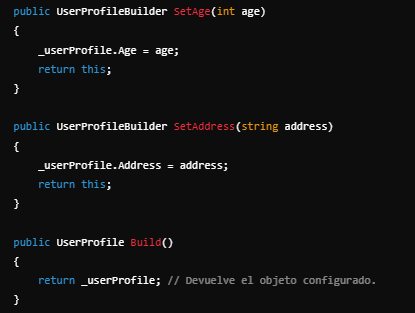 public UserProfileBuilder SetAge(int age)
{
    _userProfile.Age = age;
    return this;
}
public UserProfileBuilder SetAddress(string address)
{
    _userProfile.Address = address;
    return this;
}
public UserProfile Build()
{
    return _userProfile; // Devuelve el objeto configurado.
}